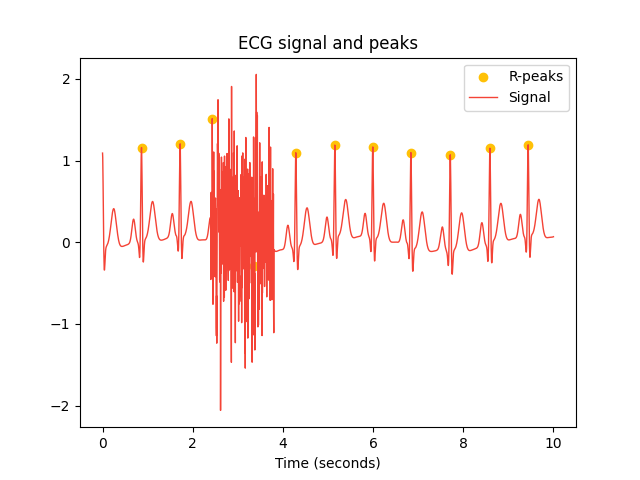 ECG signal and peaks
R-peaks
Signal
2
1
0
−1
−2
0 2 4 6 8 10
Time (seconds)